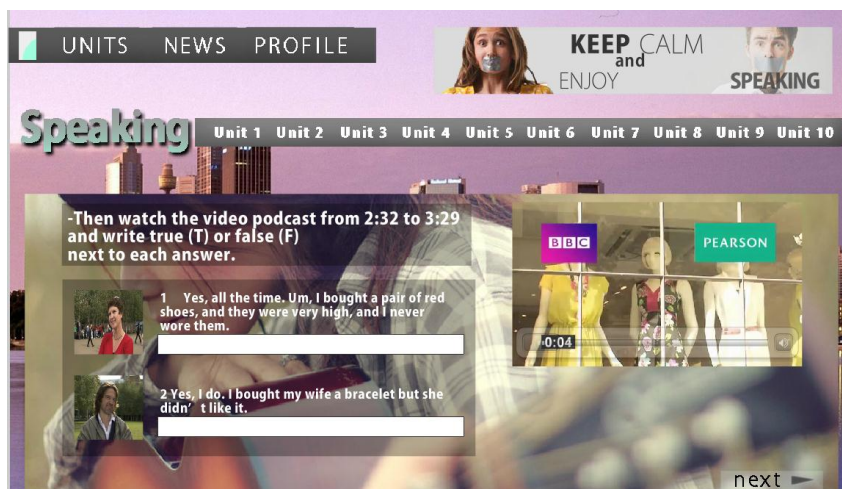 UNITS NEWS PROFILE
KEEP CALM
and
ENJOY SPEAKING
Speaking
Unit 1 Unit 2 Unit 3 Unit 4 Unit 5 Unit 6 Unit 7 Unit 8 Unit 9 Unit 10
-Then watch the video podcast from 2:32 to 3:29
and write true (T) or false (F)
next to each answer.
1 Yes, all the time. Um, I bought a pair of red
shoes, and they were very high, and I never
wore them.
2 Yes, I do. I bought my wife a bracelet but she
didn’ t like it.
BBC
PEARSON
0:04
next